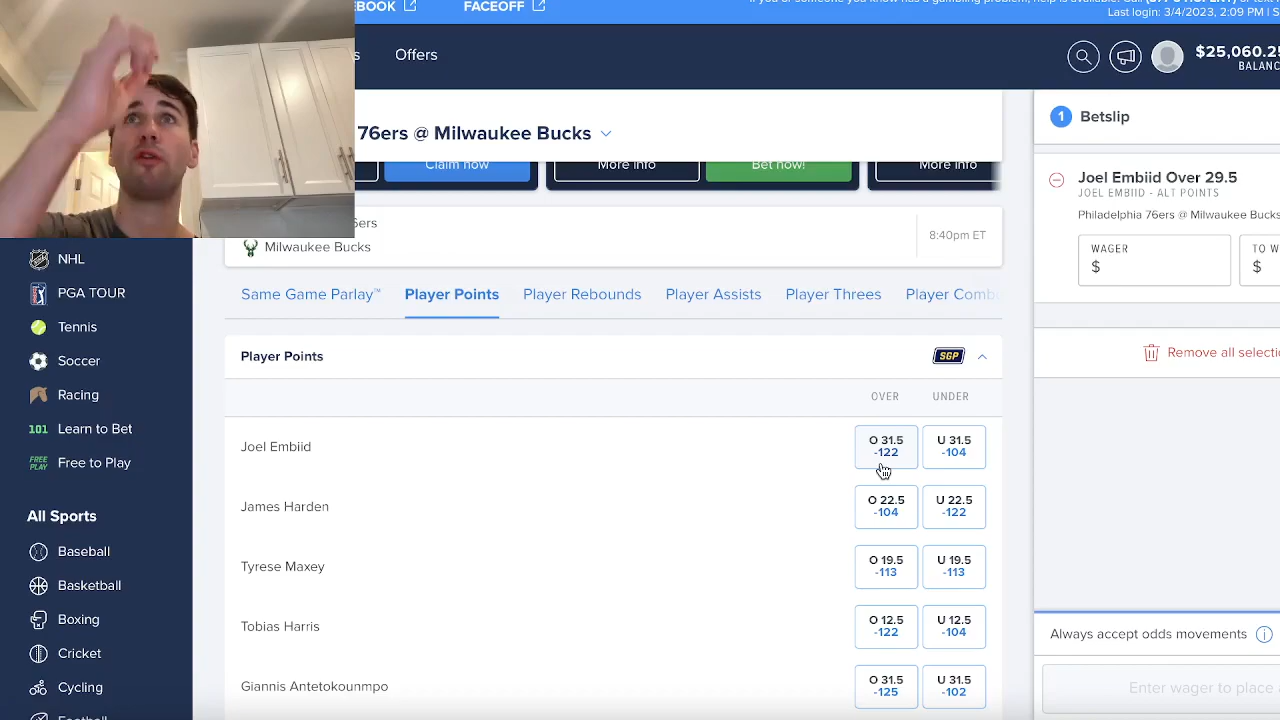 FACEOFF
Last login: 3/4/2023, 2:09 PM
Offers
$25,060.25
76ers @ Milwaukee Bucks
Claim now
More info
Bet now!
More info
Milwaukee Bucks
8:40pm ET
Same Game Parlay™
Player Points
Player Rebounds
Player Assists
Player Threes
Player
Player Points
SGP
OVER
UNDER
Joel Embiid
O 31.5
-122
U 31.5
-104
James Harden
O 22.5
-104
U 22.5
-122
Tyrese Maxey
O 19.5
-113
U 19.5
-113
Tobias Harris
O 12.5
-122
U 12.5
-104
Giannis Antetokounmpo
O 31.5
-125
U 31.5
-102
NHL
PGA TOUR
Tennis
Soccer
Racing
101 Learn to Bet
FREE PLAY Free to Play
All Sports
Baseball
Basketball
Boxing
Cricket
Cycling
1 Betslip
Joel Embiid Over 29.5
JOEL EMBIID - ALT POINTS
Philadelphia 76ers @ Milwaukee Bucks
WAGER
$
TO W
$
Remove all
Always accept odds movements
Enter wager to place